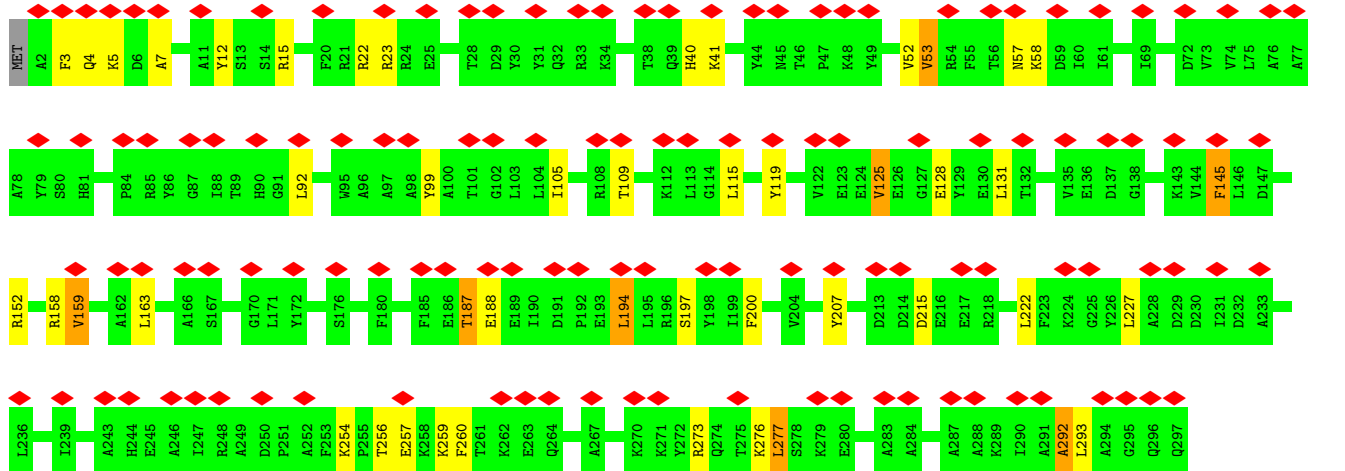 MET A2 F3 Q4 K5 D6 A7 A11 Y12 S13 S14 R15 F20 R21 R22 R23 R24 E25 T28 D29 Y30 Y31 Q32 R33 K34 T38 Q39 H40 K41 Y44 N45 T46 P47 K48 Y49 V52 V53 R54 F55 T56 N57 K58 D59 I60 I61 I69 D72 V73 V74 L75 A76 A77
A78 Y79 S80 H81 P84 R85 Y86 G87 I88 T89 H90 G91 L92 W95 A96 A97 A98 Y99 A100 T101 G102 L103 L104 I105 R108 T109 K112 L113 G114 L115 Y119 V122 E123 E124 V125 E126 G127 E128 Y129 E130 L131 T132 V135 E136 D137 G138 K143 V144 F145 L146 D147
R152 R158 V159 A162 L163 A166 S167 G170 L171 Y172 S176 F180 F185 E186 T187 E188 E189 I190 D191 P192 E193 L194 L195 R196 S197 Y198 I199 F200 V204 Y207 D213 D214 D215 E216 E217 R218 L222 F223 K224 G225 Y226 L227 A228 D229 D230 I231 D232 A233
L236 I239 A243 H244 E245 A246 I247 R248 A249 D250 P251 A252 F253 K254 P255 T256 E257 K258 K259 F260 T261 K262 E263 Q264 A267 K270 K271 Y272 R273 Q274 T275 K276 L277 S278 K279 E280 A283 A284 A287 A288 K289 I290 A291 A292 L293 A294 G295 Q296 Q297